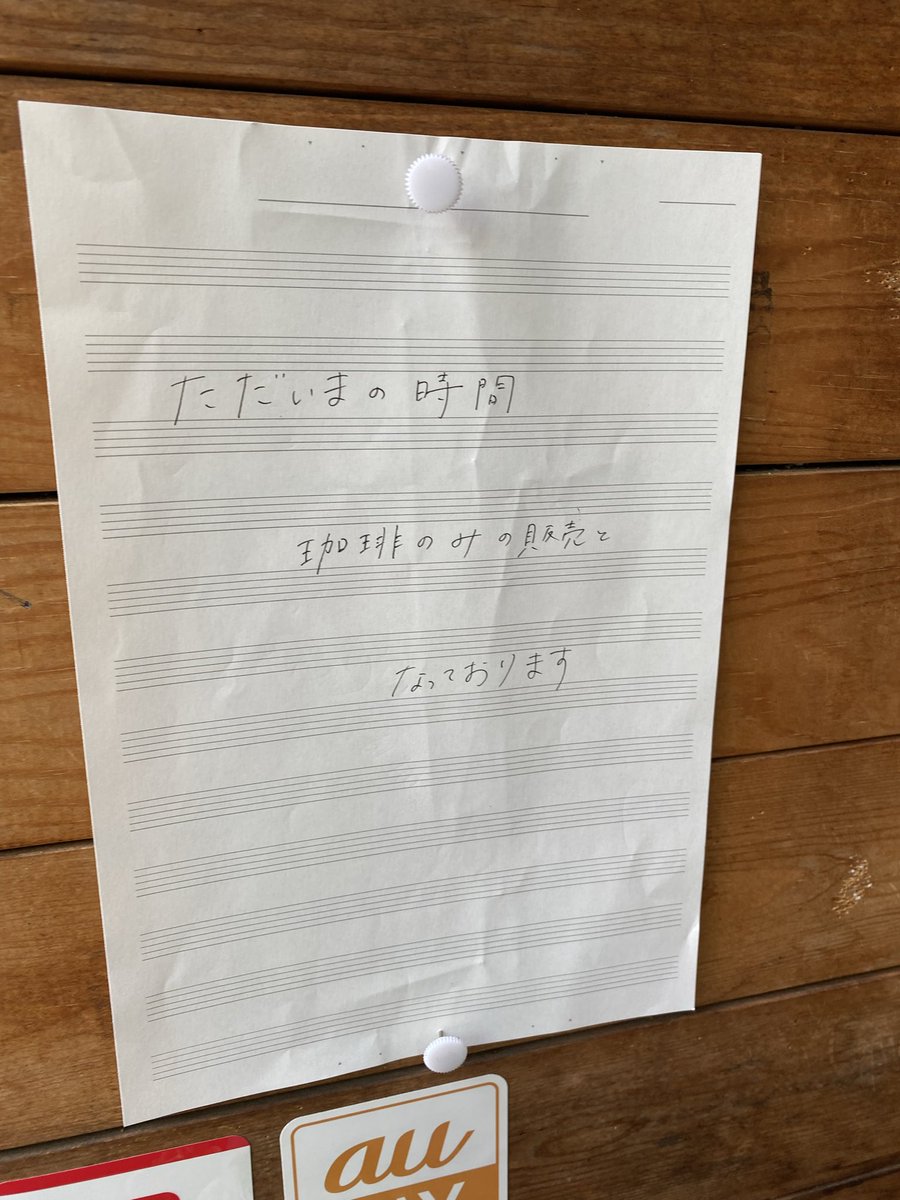 ただいまの時間
珈琲のみの販売と
なっております
au